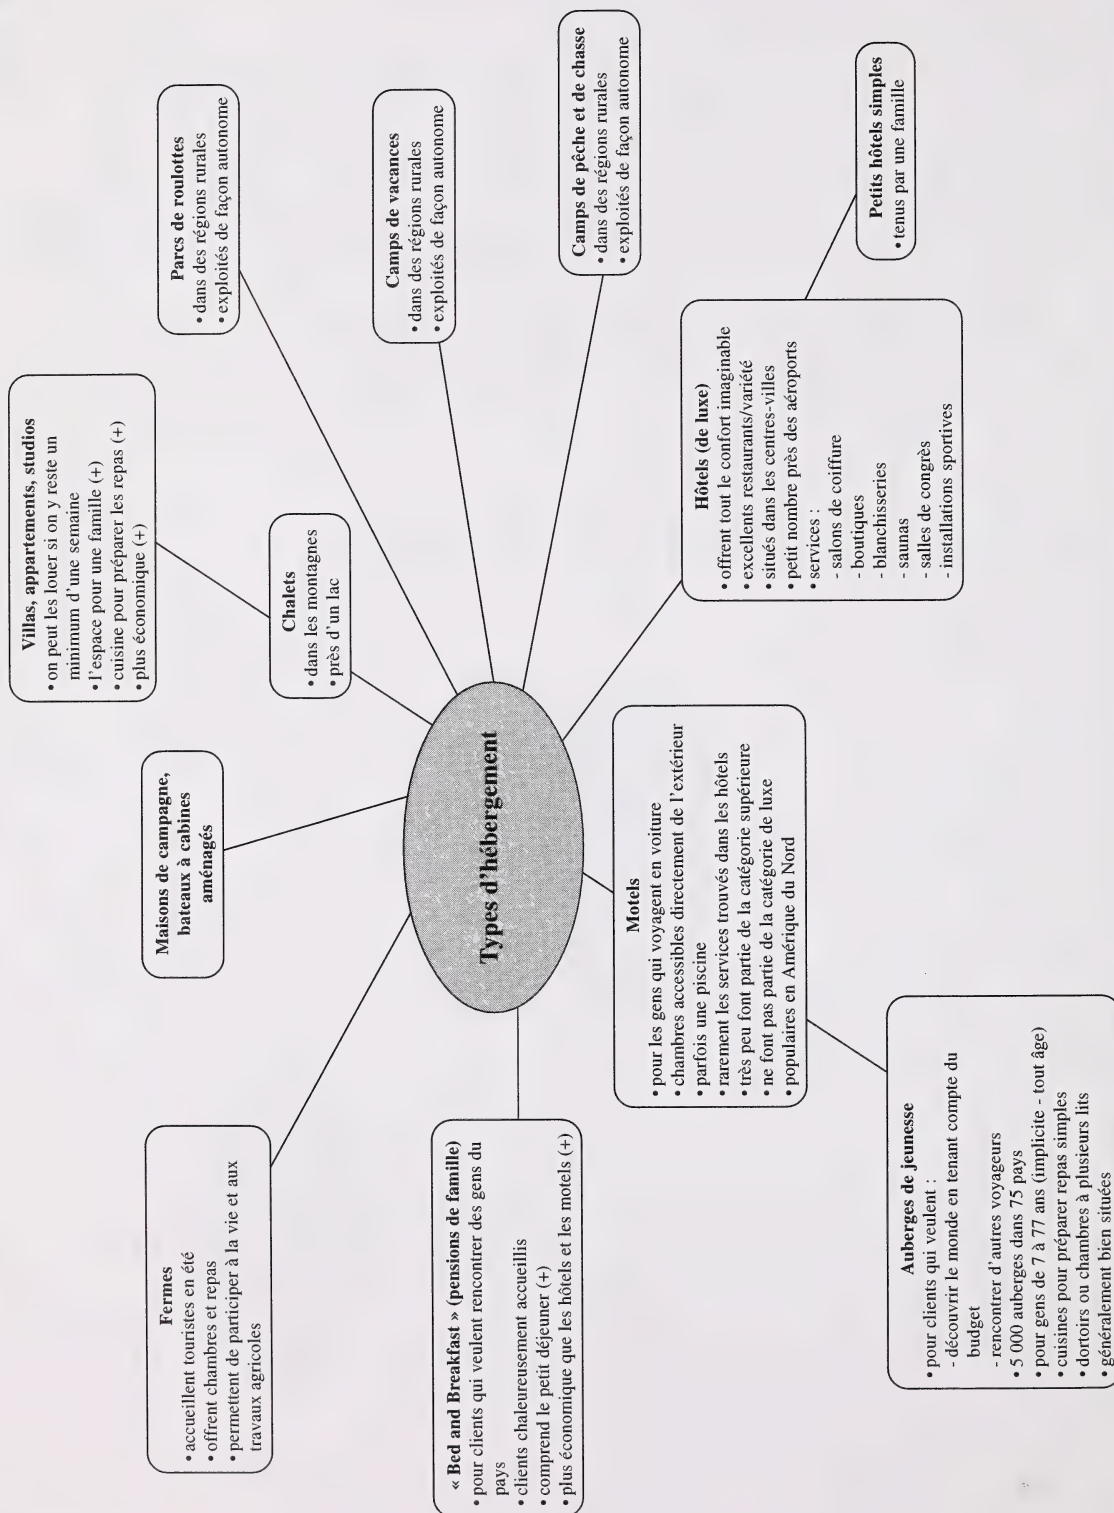 Fermes
• accueillent touristes en été
• offrent chambres et repas
• permettent de participer à la vie et aux
travaux agricoles
Maisons de campagne,
bateaux à cabines
aménagés
Villas, appartements, studios
• on peut les louer si on y reste un
minimum d'une semaine
• l'espace pour une famille (+)
• cuisine pour préparer les repas (+)
• plus économique (+)
Chalets
• dans les montagnes
• près d'un lac
Parcs de roulottes
• dans des régions rurales
• exploités de façon autonome
Camps de vacances
• dans des régions rurales
• exploités de façon autonome
Camps de pêche et de chasse
• dans des régions rurales
• exploités de façon autonome
Types d'hébergement
« Bed and Breakfast » (pensions de famille)
• pour clients qui veulent rencontrer des gens du
pays
• clients chaleureusement accueillis
• comprend le petit déjeuner (+)
• plus économique que les hôtels et les motels (+)
Motels
• pour les gens qui voyagent en voiture
• chambres accessibles directement de l'extérieur
• parfois une piscine
• rarement les services trouvés dans les hôtels
• très peu font partie de la catégorie supérieure
• ne font pas partie de la catégorie de luxe
• populaires en Amérique du Nord
Hôtels (de luxe)
• offrent tout le confort imaginable
• excellents restaurants/variété
• situés dans les centres-villes
• petit nombre près des aéroports
• services :
- salons de coiffure
- boutiques
- blanchisseries
- saunas
- salles de congrès
- installations sportives
Petits hôtels simples
• tenus par une famille
Auberges de jeunesse
• pour clients qui veulent :
- découvrir le monde en tenant compte du
budget
- rencontrer d'autres voyageurs
• 5 000 auberges dans 75 pays
• pour gens de 7 à 77 ans (implicite - tout âge)
• cuisines pour préparer repas simples
• dortoirs ou chambres à plusieurs lits
• généralement bien situées